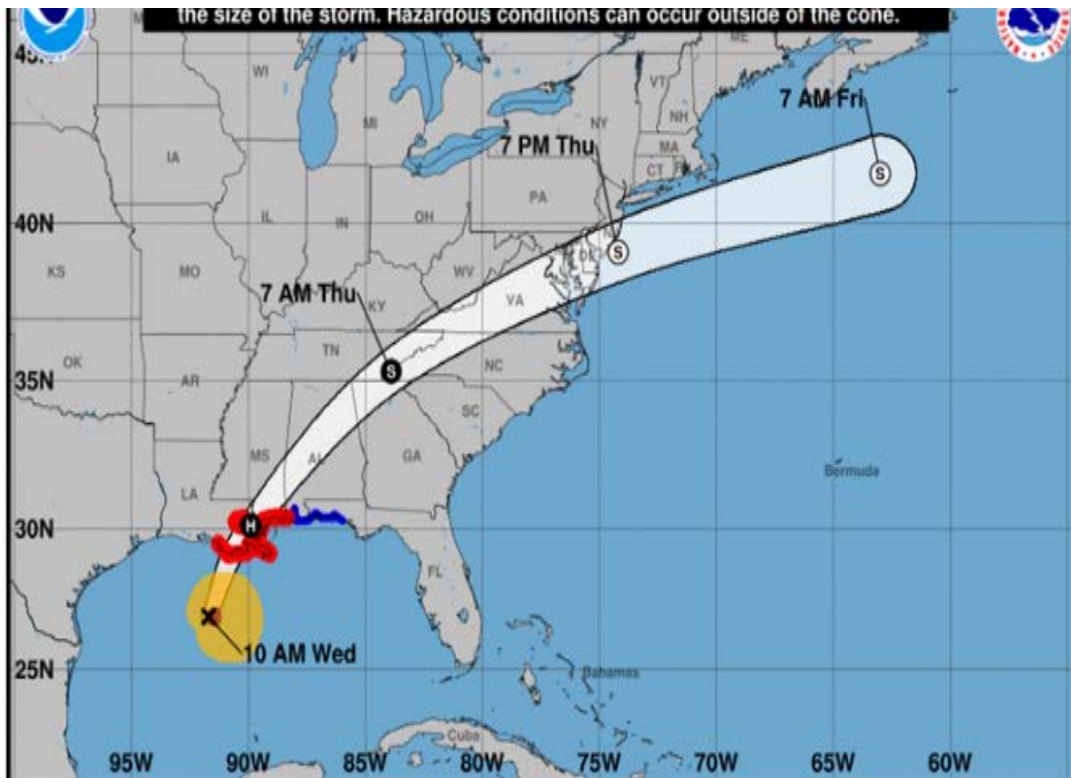 the size of the storm. Hazardous conditions can occur outside of the cone.
45N
ME
WI
VT
NH
7 AM Fri
MI
NY
7 PM Thu
MA
CT
IA
PA
40N
IL
IN
OH
KS
MO
WV
DE
VA
7 AM Thu
KY
OK
TN
NC
35N
AR
SC
S
S
S
MS
AL
GA
Bermuda
LA
30N
H
FL
10 AM Wed
25N
Bahamas
Cuba
95W
90W
85W
80W
75W
70W
65W
60W